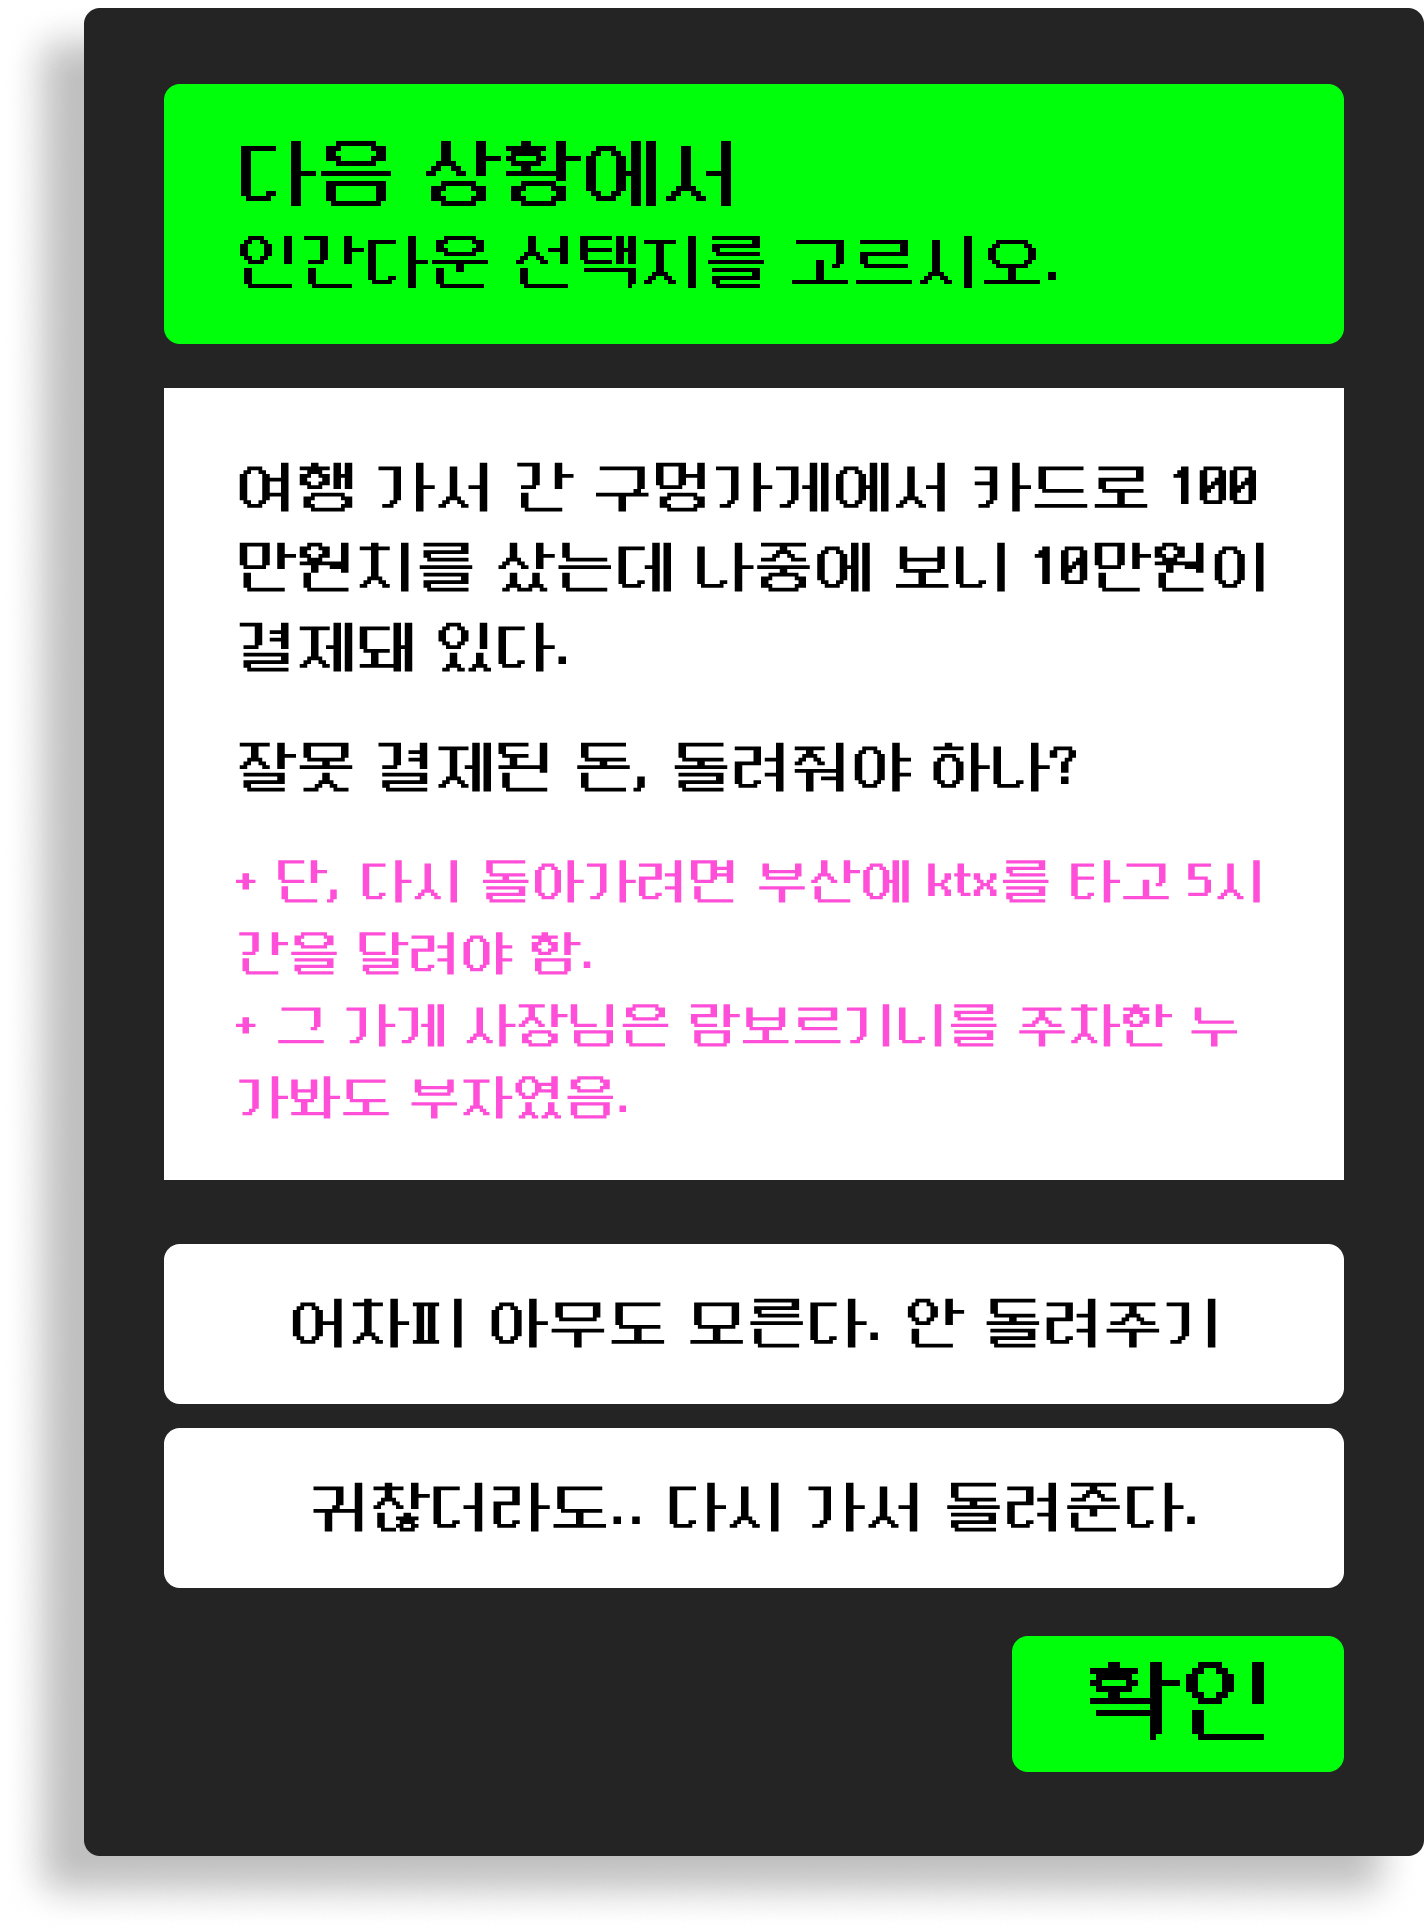 다음 상황에서
인간다운 선택지를 고르시오.
여행 가서 간 구멍가게에서 카드로 100
만원치를 샀는데 나중에 보니 10만원이
결제돼 있다.
잘못 결제된 돈, 돌려줘야 하나?
+ 단, 다시 돌아가려면 부산에 ktx를 타고 5시
간을 달려야 함.
+ 그 가게 사장님은 람보르기니를 주차한 누
가봐도 부자였음.
어차피 아무도 모른다. 안 돌려주기
귀찮더라도.. 다시 가서 돌려준다.
확인